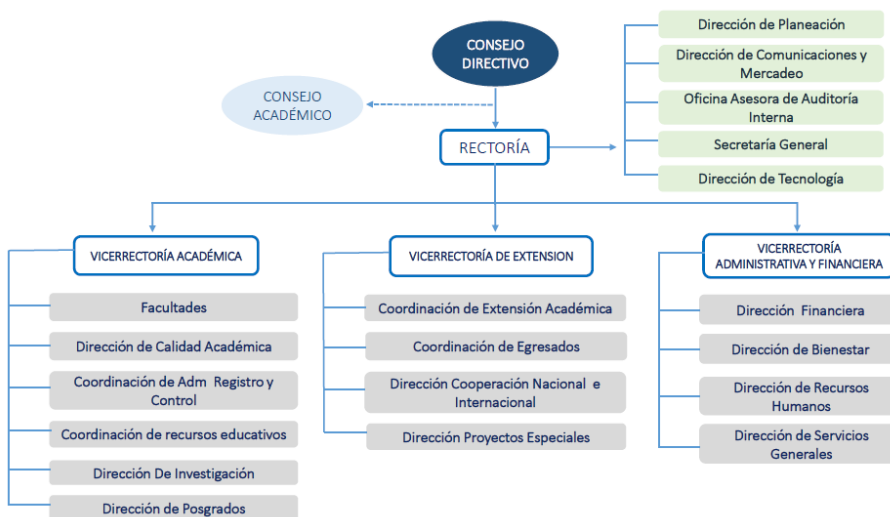 CONSEJO
DIRECTIVO
CONSEJO
ACADÉMICO
RECTORÍA
Dirección de Planeación
Dirección de Comunicaciones y
Mercadeo
Oficina Asesora de Auditoría
Interna
Secretaría General
Dirección de Tecnología
VICERRECTORÍA ACADÉMICA
Facultades
Dirección de Calidad Académica
Coordinación de Adm Registro y
Control
Coordinación de recursos educativos
Dirección De Investigación
Dirección de Posgrados
VICERRECTORÍA DE EXTENSION
Coordinación de Extensión Académica
Coordinación de Egresados
Dirección Cooperación Nacional e
Internacional
Dirección Proyectos Especiales
VICERRECTORÍA
ADMINISTRATIVA Y FINANCIERA
Dirección Financiera
Dirección de Bienestar
Dirección de Recursos
Humanos
Dirección de Servicios
Generales